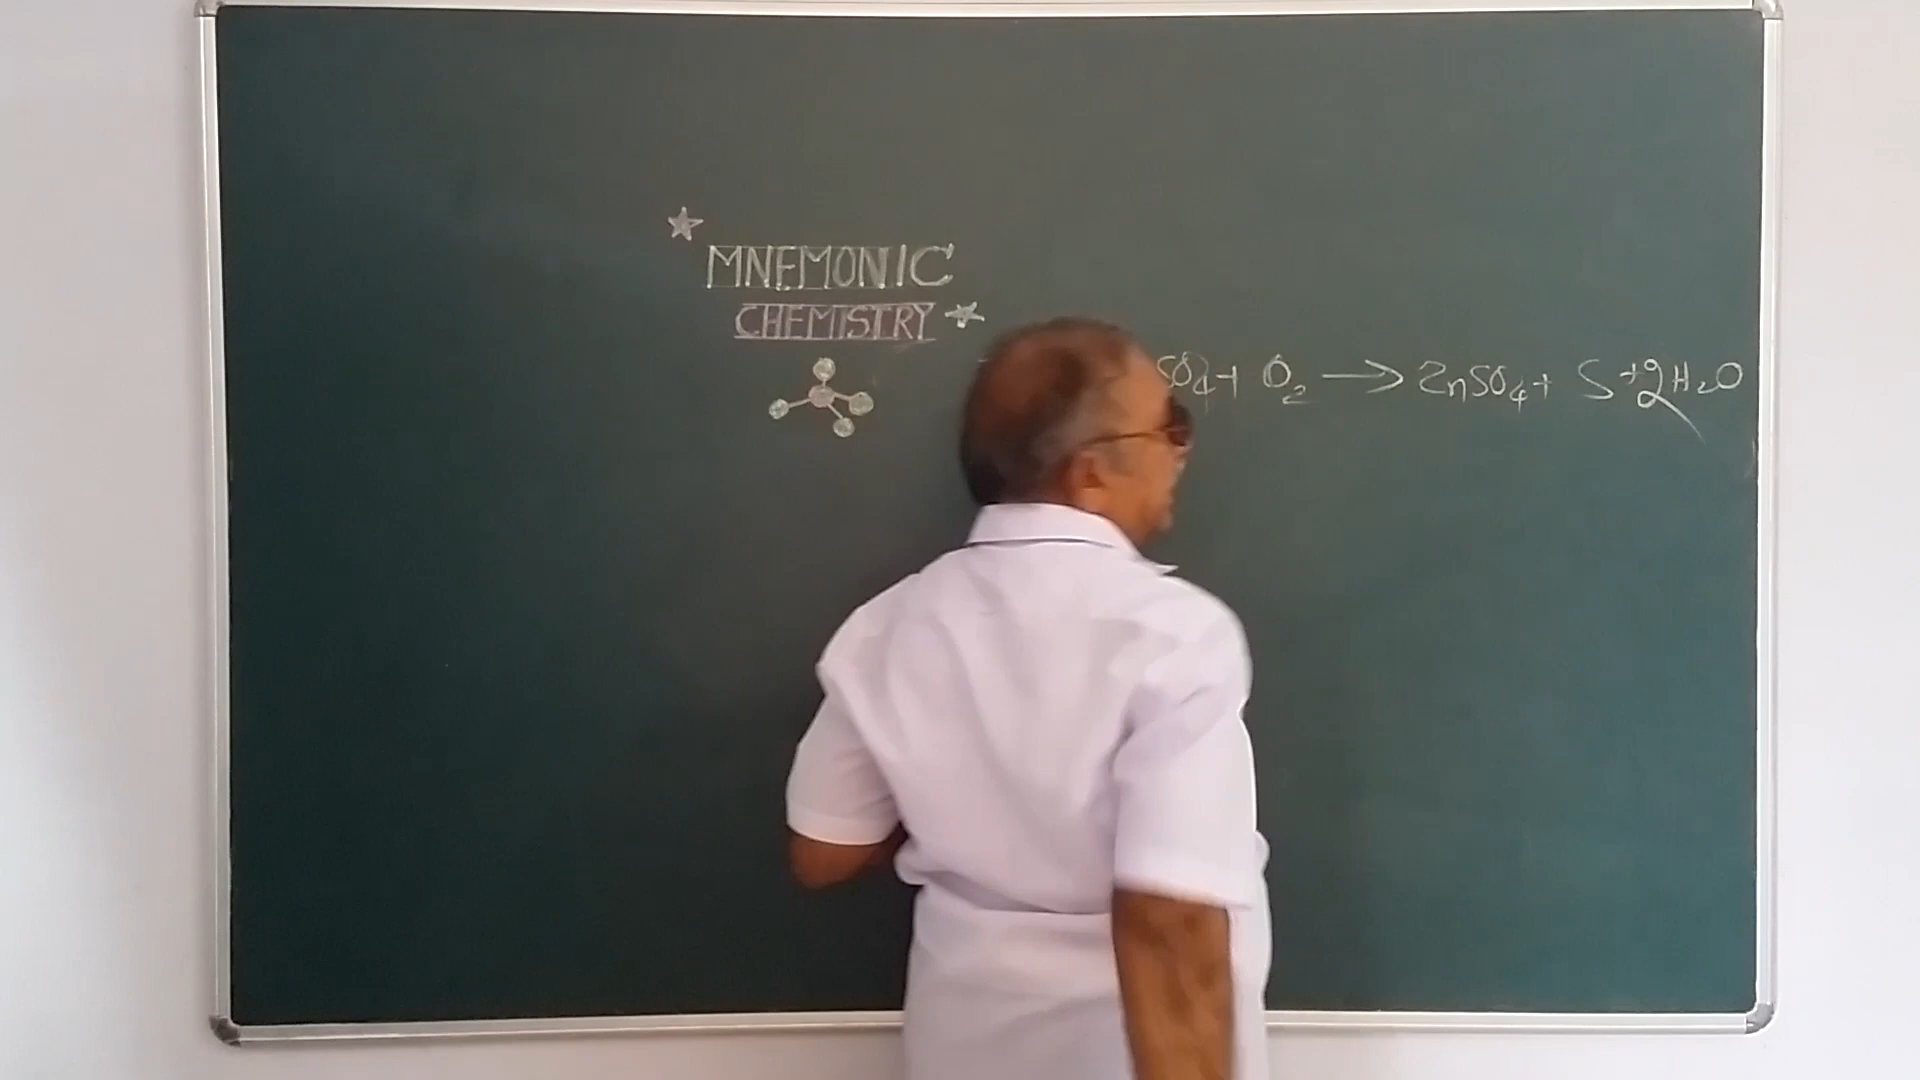 MNEMONIC
CHEMISTRY
SO₄+ O₂ → ZnSO₄+ S+2H₂O